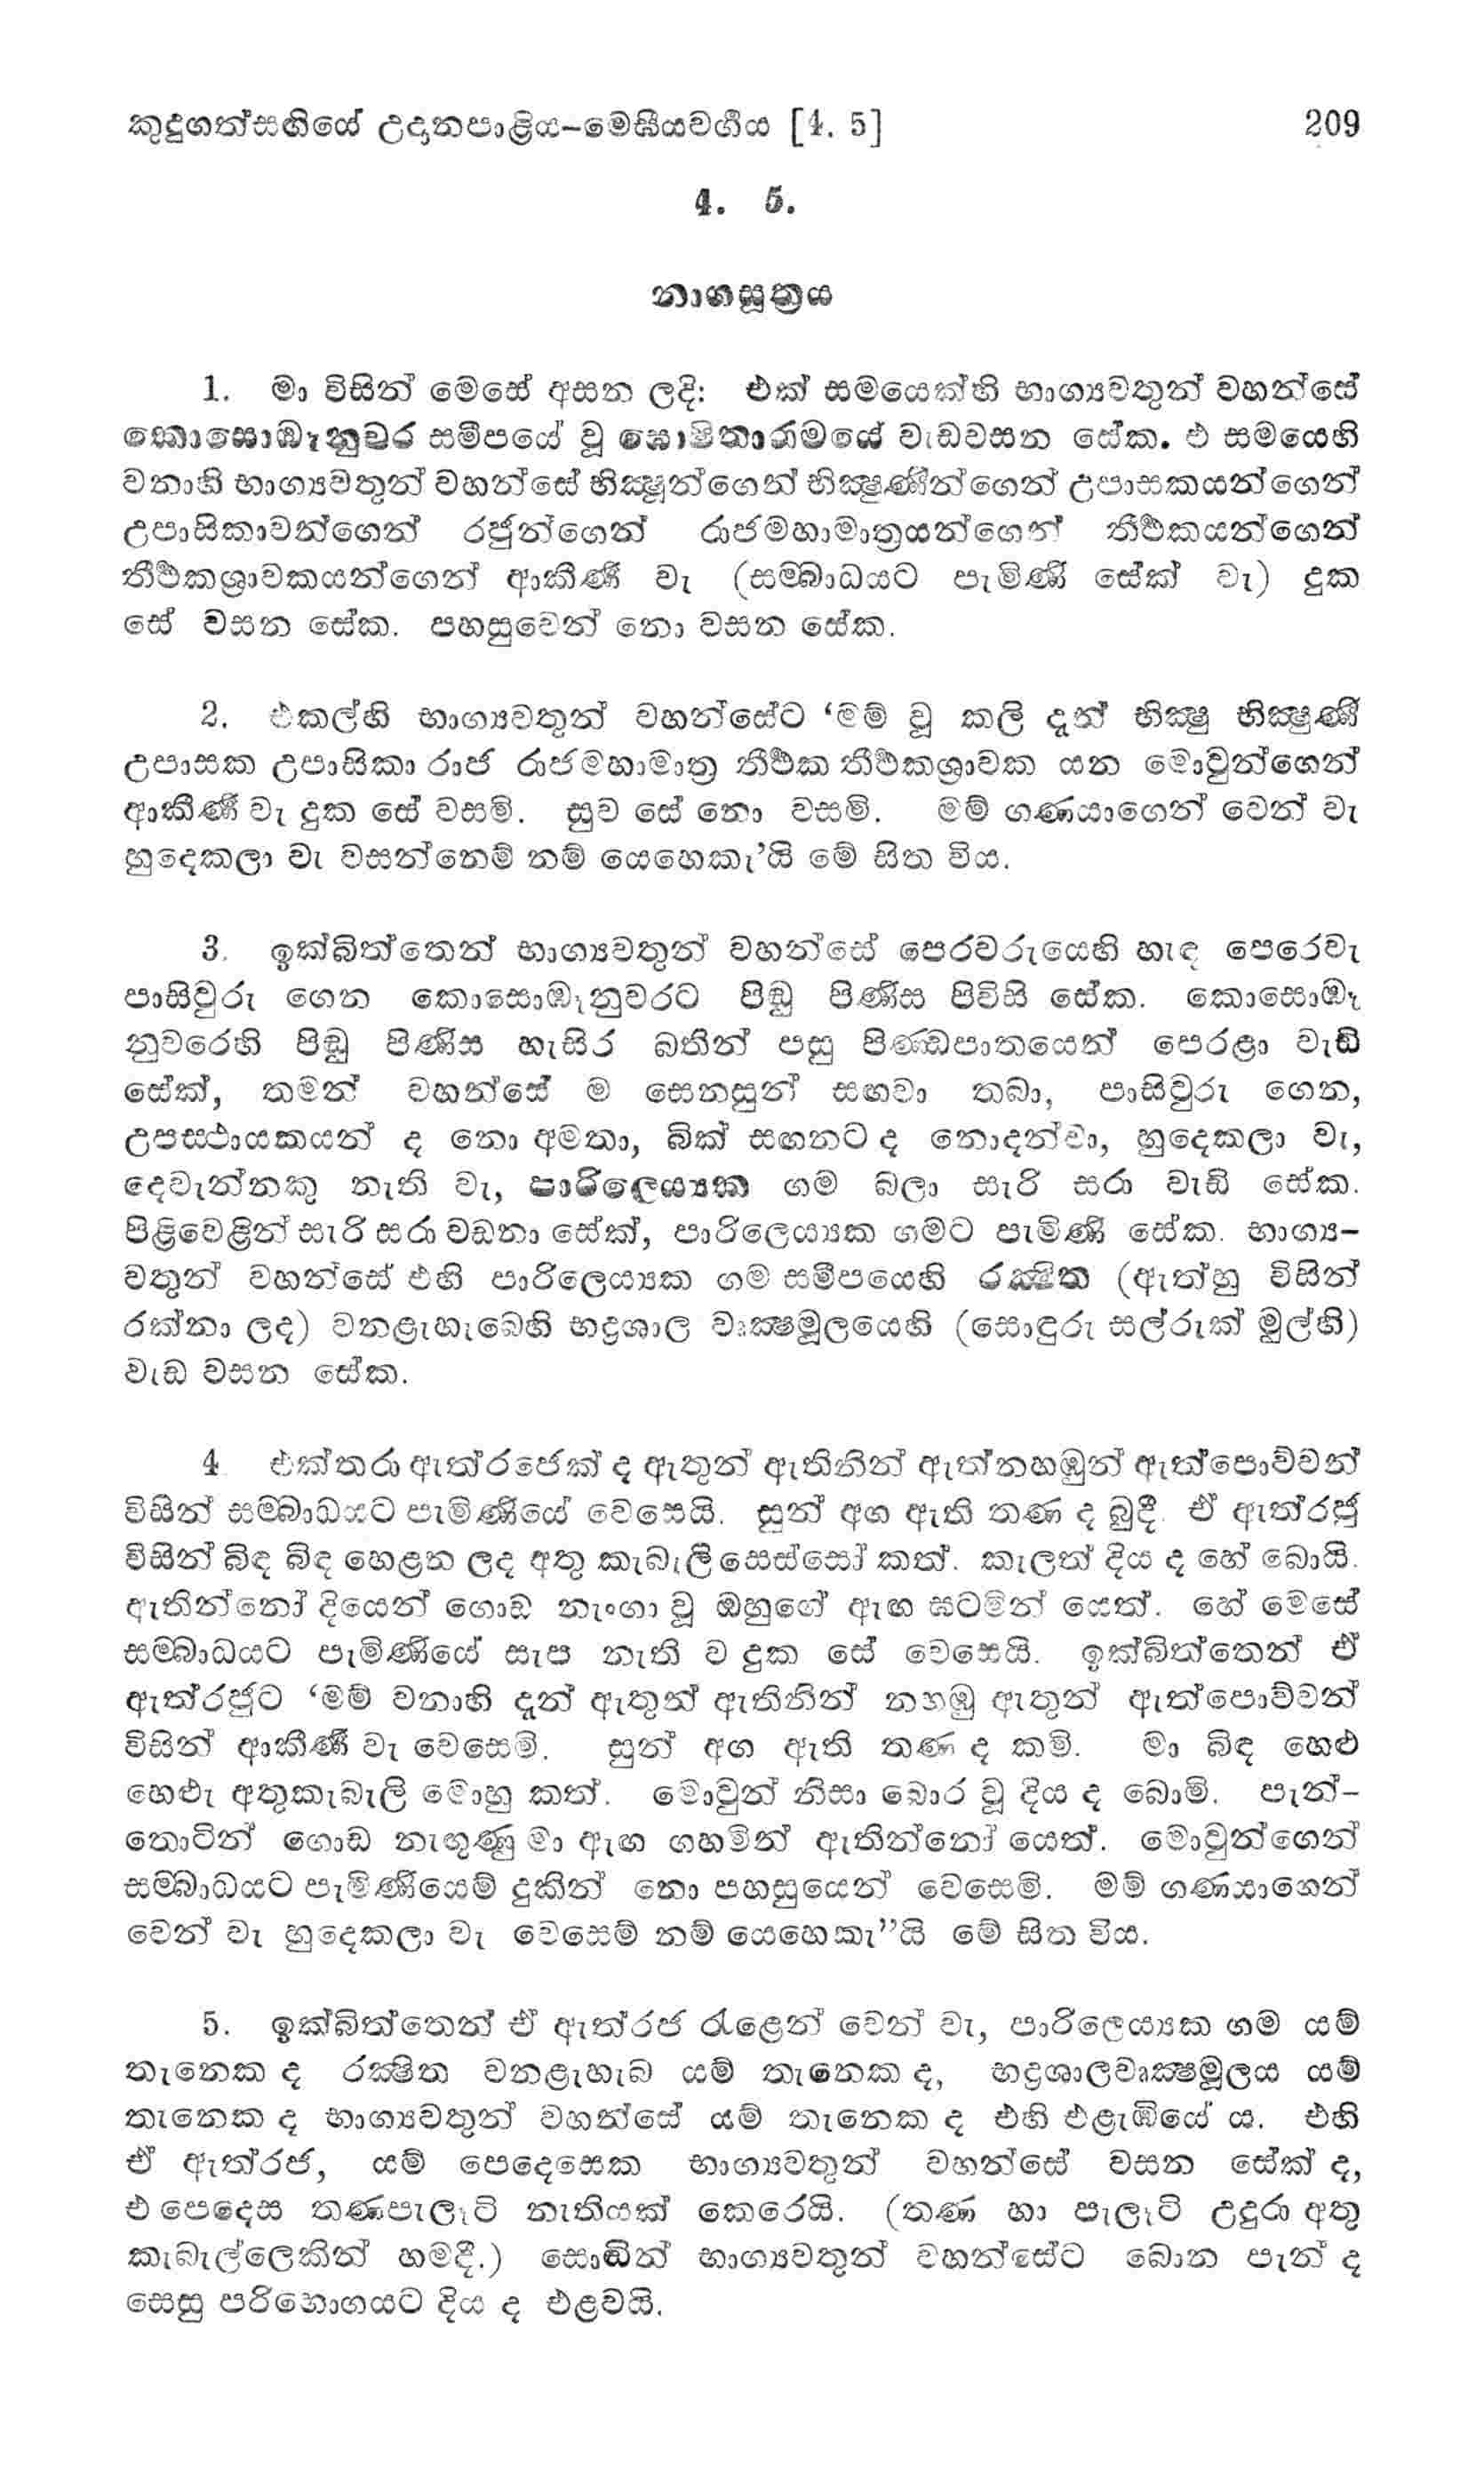 කුදුගත්සඟියේ උදානපාළිය–මෙඝියවර්ගය [4. 5] 209
4. 5.
නාගසූත්‍රය
1. මා විසින් මෙසේ අසන ලදි: එක් සමයෙක්හි භාග්‍යවතුන් වහන්සේ
කොසොඹෑනුවර සමීපයේ වූ ඝොෂිතාරාමයේ වැඩවසන සේක. එ සමයෙහි
වනාහි භාග්‍යවතුන් වහන්සේ භික්‍ෂූන්ගෙන් භික්‍ෂුණීන්ගෙන් උපාසකයන්ගෙන්
උපාසිකාවන්ගෙන් රජුන්ගෙන් රාජමහාමාත්‍රයන්ගෙන් තීර්‍ථකයන්ගෙන්
තීර්‍ථකශ්‍රාවකයන්ගෙන් ආකීර්‍ණ වැ (සම්බාධයට පැමිණි සේක් වැ) දුක
සේ වසන සේක. පහසුවෙන් නො වසන සේක.
2. එකල්හි භාග්‍යවතුන් වහන්සේට ‘මම් වූ කලි දැන් භික්‍ෂු භික්‍ෂුණී
උපාසක උපාසිකා රාජ රාජමහාමාත්‍ර තීර්‍ථක තීර්‍ථකශ්‍රාවක යන මොවුන්ගෙන්
ආකීර්‍ණ වැ දුක සේ වසමි. සුව සේ නො වසමි. මම් ගණයාගෙන් වෙන් වැ
හුදෙකලා වැ වසන්නෙම් නම් යෙහෙකැ’යි මේ සිත විය.
3. ඉක්බිත්තෙන් භාග්‍යවතුන් වහන්සේ පෙරවරුයෙහි හැඳ පෙරෙවැ
පාසිවුරු ගෙන කොසොඹෑනුවරට පිඬු පිණිස පිවිසි සේක. කොසොඹෑ
නුවරෙහි පිඬු පිණිස හැසිර බතින් පසු පිණ්ඩපාතයෙන් පෙරළා වැඩි
සේක්, තමන් වහන්සේ ම සෙනසුන් සඟවා තබා, පාසිවුරු ගෙන,
උපස්ථායකයන් ද නො අමතා, බික් සඟනට ද නොදන්වා, හුදෙකලා වැ,
දෙවැන්නකු නැති වැ, පාරිලෙය්‍යක ගම බලා සැරි සරා වැඩි සේක.
පිළිවෙළින් සැරි සරා වඩනා සේක්, පාරිලෙය්‍යක ගමට පැමිණි සේක. භාග්‍ය–
වතුන් වහන්සේ එහි පාරිලෙය්‍යක ගම සමීපයෙහි රක්‍ෂිත (ඇත්හු විසින්
රක්නා ලද) වනළැහැබෙහි භද්‍රශාල වෘක්‍ෂමූලයෙහි (සොඳුරු සල්රුක් මුල්හි)
වැඩ වසන සේක.
4 එක්තරා ඇත්රජෙක් ද ඇතුන් ඇතිනින් ඇත්නහඹුන් ඇත්පොව්වන්
විසින් සම්බාධයට පැමිණියේ වෙසෙයි. සුන් අග ඇති තණ ද බුදී. ඒ ඇත්රජු
විසින් බිඳ බිඳ හෙළන ලද අතු කැබැලි සෙස්සෝ කත්. කැලත් දිය ද හේ බොයි.
ඇතින්නෝ දියෙන් ගොඩ නැංගා වූ ඔහුගේ ඇඟ ඝටමින් යෙත්. හේ මෙසේ
සම්බාධයට පැමිණියේ සැප නැති ව දුක සේ වෙසෙයි. ඉක්බිත්තෙන් ඒ
ඇත්රජුට ‘මම් වනාහි දැන් ඇතුන් ඇතිනින් නහඹු ඇතුන් ඇත්පොව්වන්
විසින් ආකීර්‍ණ වැ වෙසෙමි. සුන් අග ඇති තණ ද කමි. මා බිඳ හෙළු
හෙළූ අතුකැබැලි මොහු කත්. මොවුන් නිසා බොර වූ දිය ද බොමි. පැන්–
තොටින් ගොඩ නැඟුණු මා ඇඟ ගහමින් ඇතින්නෝ යෙත්. මොවුන්ගෙන්
සම්බාධයට පැමිණියෙම් දුකින් නො පහසුයෙන් වෙසෙමි. මම් ගණයාගෙන්
වෙන් වැ හුදෙකලා වැ වෙසෙම් නම් යෙහෙකැ”යි මේ සිත විය.
5. ඉක්බිත්තෙන් ඒ ඇත්රජ රැළෙන් වෙන් වැ, පාරිලෙය්‍යක ගම යම්
තැනෙක ද රක්‍ෂිත වනළැහැබ යම් තැනෙක ද, භද්‍රශාලවෘක්‍ෂමූලය යම්
තැනෙක ද භාග්‍යවතුන් වහන්සේ යම් තැනෙක ද එහි එළැඹියේ ය. එහි
ඒ ඇත්රජ, යම් පෙදෙසෙක භාග්‍යවතුන් වහන්සේ වසන සේක් ද,
එ පෙදෙස තණපැලෑටි නැතියක් කෙරෙයි. (තණ හා පැලෑටි උදුරා අතු
කැබැල්ලෙකින් හමදී.) සොඬින් භාග්‍යවතුන් වහන්සේට බොන පැන් ද
සෙසු පරිභොගයට දිය ද එළවයි.